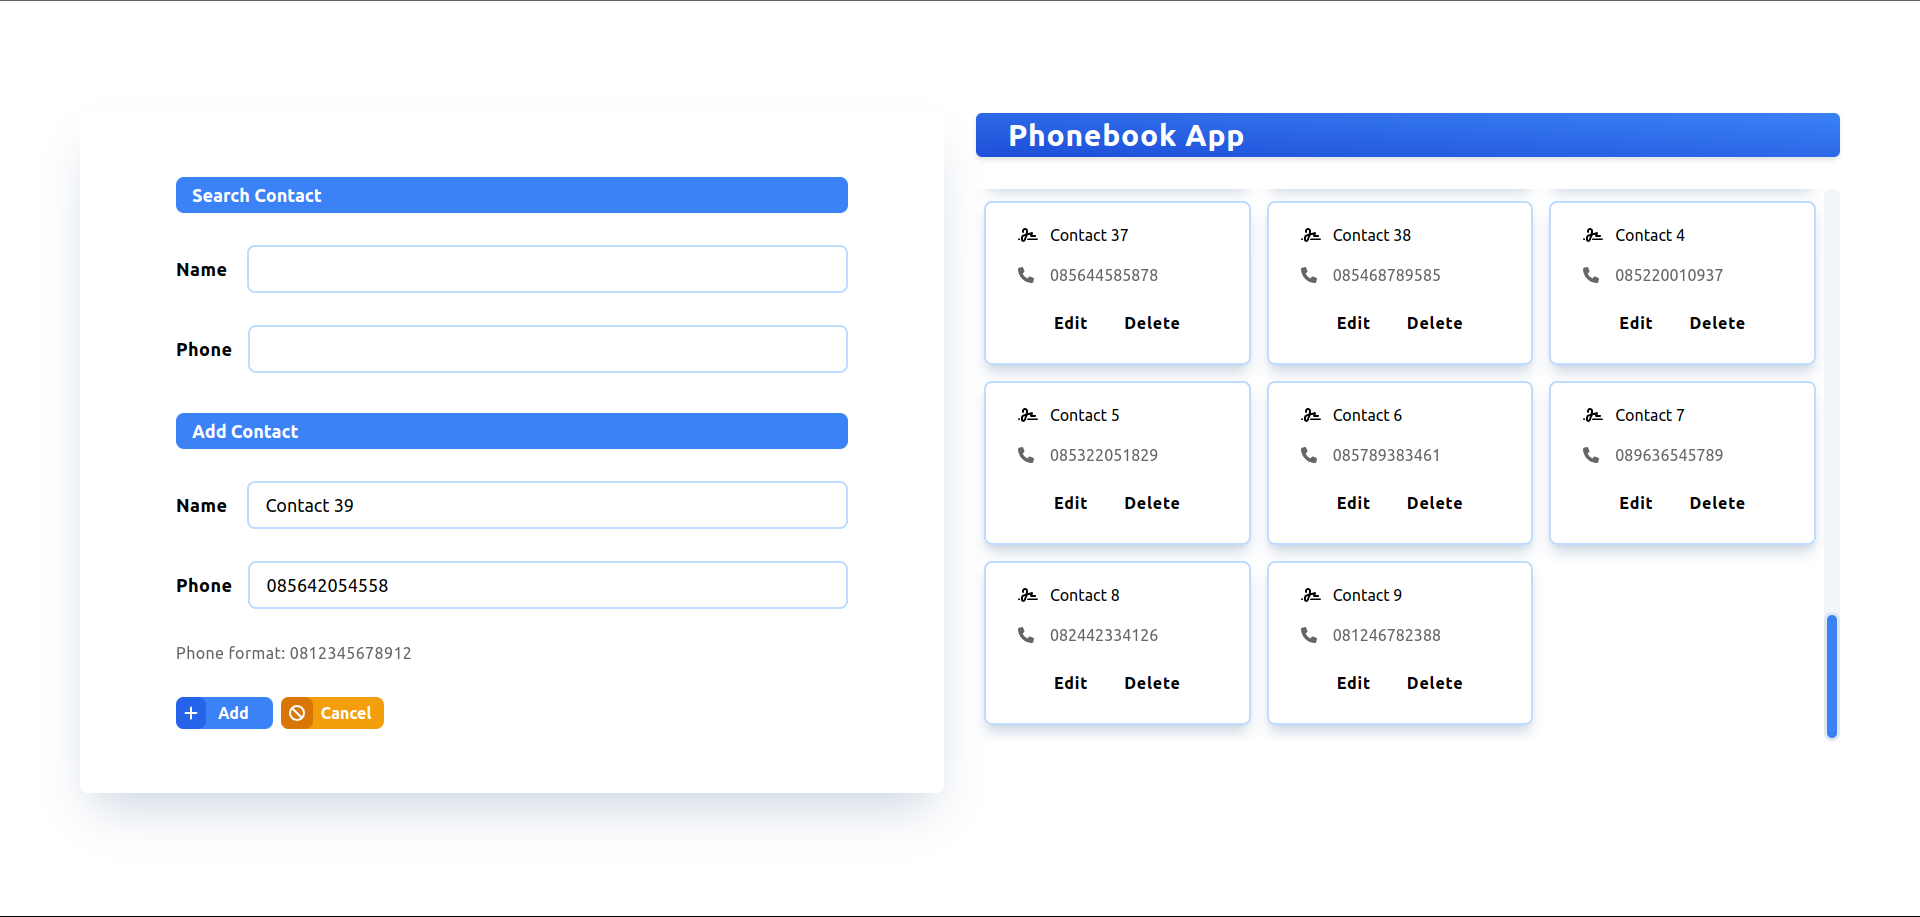 Search Contact
Name
Phone
Add Contact
Name Contact 39
Phone 085642054558
Phone format: 0812345678912
Add Cancel
Phonebook App
Contact 37
085644585878
Edit Delete
Contact 38
085468789585
Edit Delete
Contact 4
085220010937
Edit Delete
Contact 5
085322051829
Edit Delete
Contact 6
085789383461
Edit Delete
Contact 7
089636545789
Edit Delete
Contact 8
082442334126
Edit Delete
Contact 9
081246782388
Edit Delete